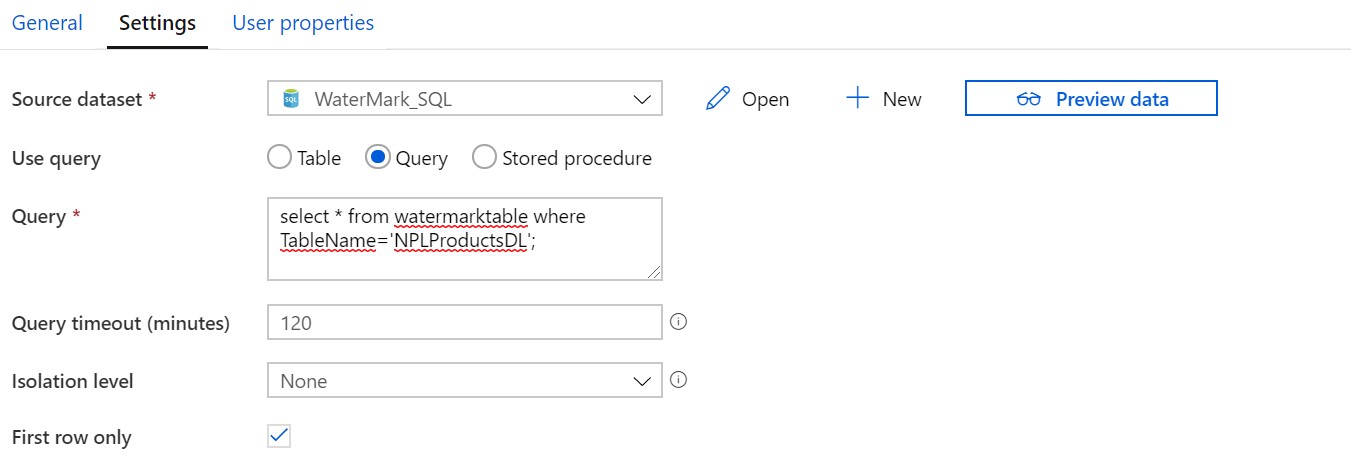 General Settings User properties
Source dataset * SQL WaterMark_SQL Open New Preview data
Use query Table Query Stored procedure
Query * select * from watermarktable where
TableName='NPLProductsDL';
Query timeout (minutes) 120
Isolation level None
First row only